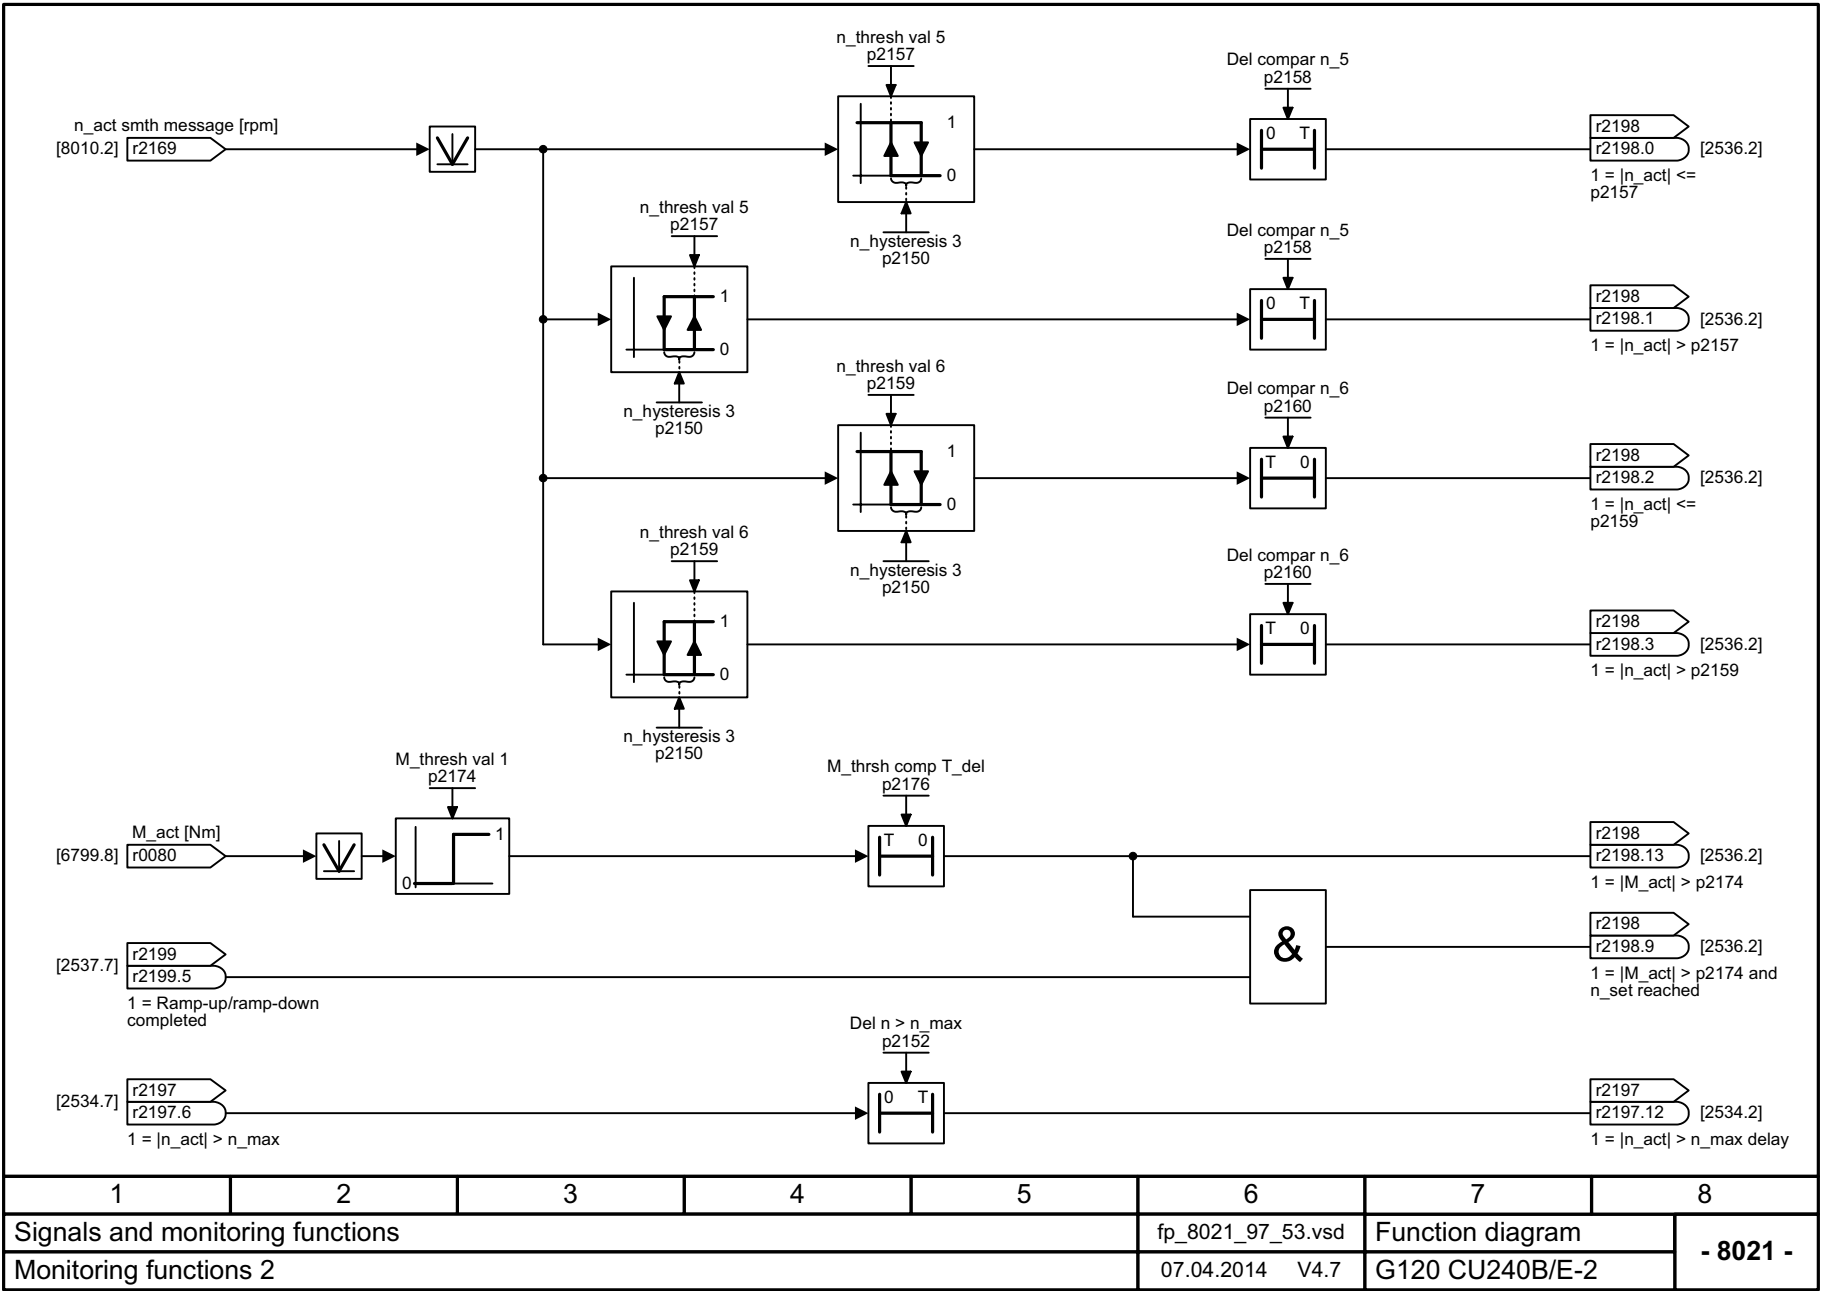 n_thresh val 5
p2157
Del compar n_5
p2158
n_act smth message [rpm]
[8010.2] r2169
1
0
0 T
r2198
r2198.0 [2536.2]
1 = |n_act| <=
p2157
n_hysteresis 3
p2150
n_thresh val 5
p2157
Del compar n_5
p2158
1
0
0 T
r2198
r2198.1 [2536.2]
1 = |n_act| > p2157
n_hysteresis 3
p2150
n_thresh val 6
p2159
Del compar n_6
p2160
1
0
T 0
r2198
r2198.2 [2536.2]
1 = |n_act| <=
p2159
n_hysteresis 3
p2150
n_thresh val 6
p2159
Del compar n_6
p2160
1
0
T 0
r2198
r2198.3 [2536.2]
1 = |n_act| > p2159
n_hysteresis 3
p2150
M_thresh val 1
p2174
M_thrsh comp T_del
p2176
M_act [Nm]
[6799.8] r0080
1
0
T 0
r2198
r2198.13 [2536.2]
1 = |M_act| > p2174
[2537.7] r2199
r2199.5
1 = Ramp-up/ramp-down
completed
&
r2198
r2198.9 [2536.2]
1 = |M_act| > p2174 and
n_set reached
Del n > n_max
p2152
[2534.7] r2197
r2197.6
1 = |n_act| > n_max
0 T
r2197
r2197.12 [2534.2]
1 = |n_act| > n_max delay
1 2 3 4 5 6 7 8
Signals and monitoring functions fp_8021_97_53.vsd Function diagram
- 8021 -
Monitoring functions 2 07.04.2014 V4.7 G120 CU240B/E-2